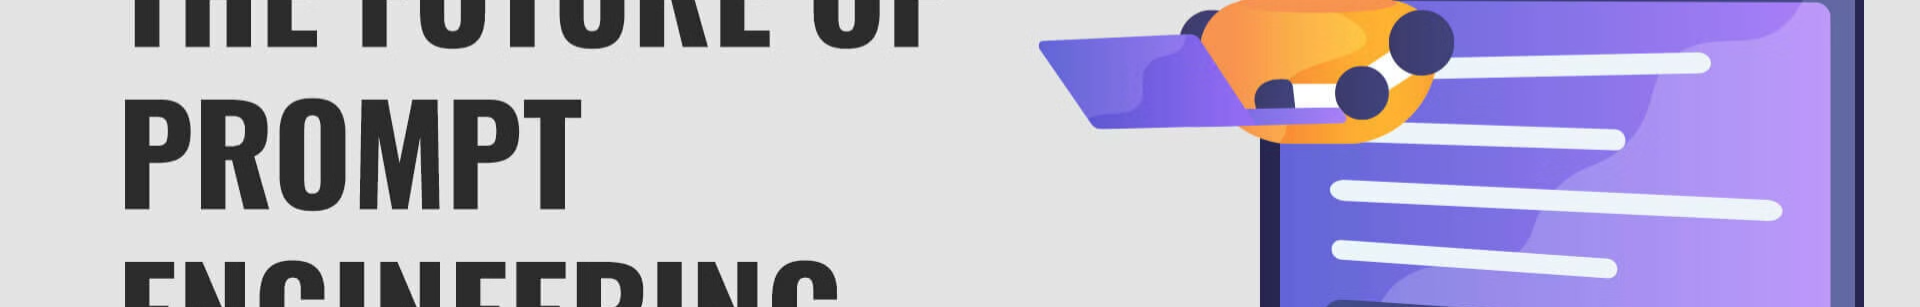 THE FUTURE OF
PROMPT
ENGINEERING